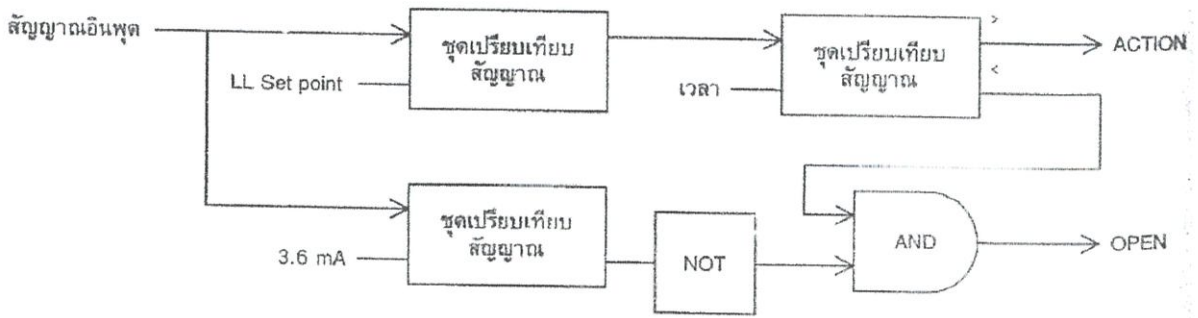 สัญญาณอินพุต
ชุดเปรียบเทียบ
สัญญาณ
LL Set point
ชุดเปรียบเทียบ
สัญญาณ
เวลา
>
<
ACTION
ชุดเปรียบเทียบ
สัญญาณ
3.6 mA
NOT
AND
OPEN